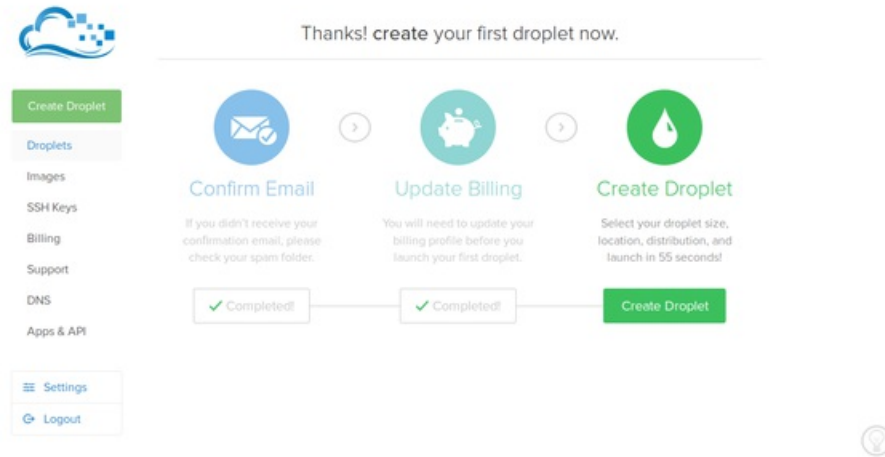 Thanks! create your first droplet now.
Create Droplet
Droplets
Images
SSH Keys
Billing
Support
DNS
Apps & API
Settings
Logout
Confirm Email
If you didn't receive your
confirmation email, please
check your spam folder.
Completed!
Update Billing
You will need to update your
billing profile before you
launch your first droplet.
Completed!
Create Droplet
Select your droplet size,
location, distribution, and
launch in 55 seconds!
Create Droplet